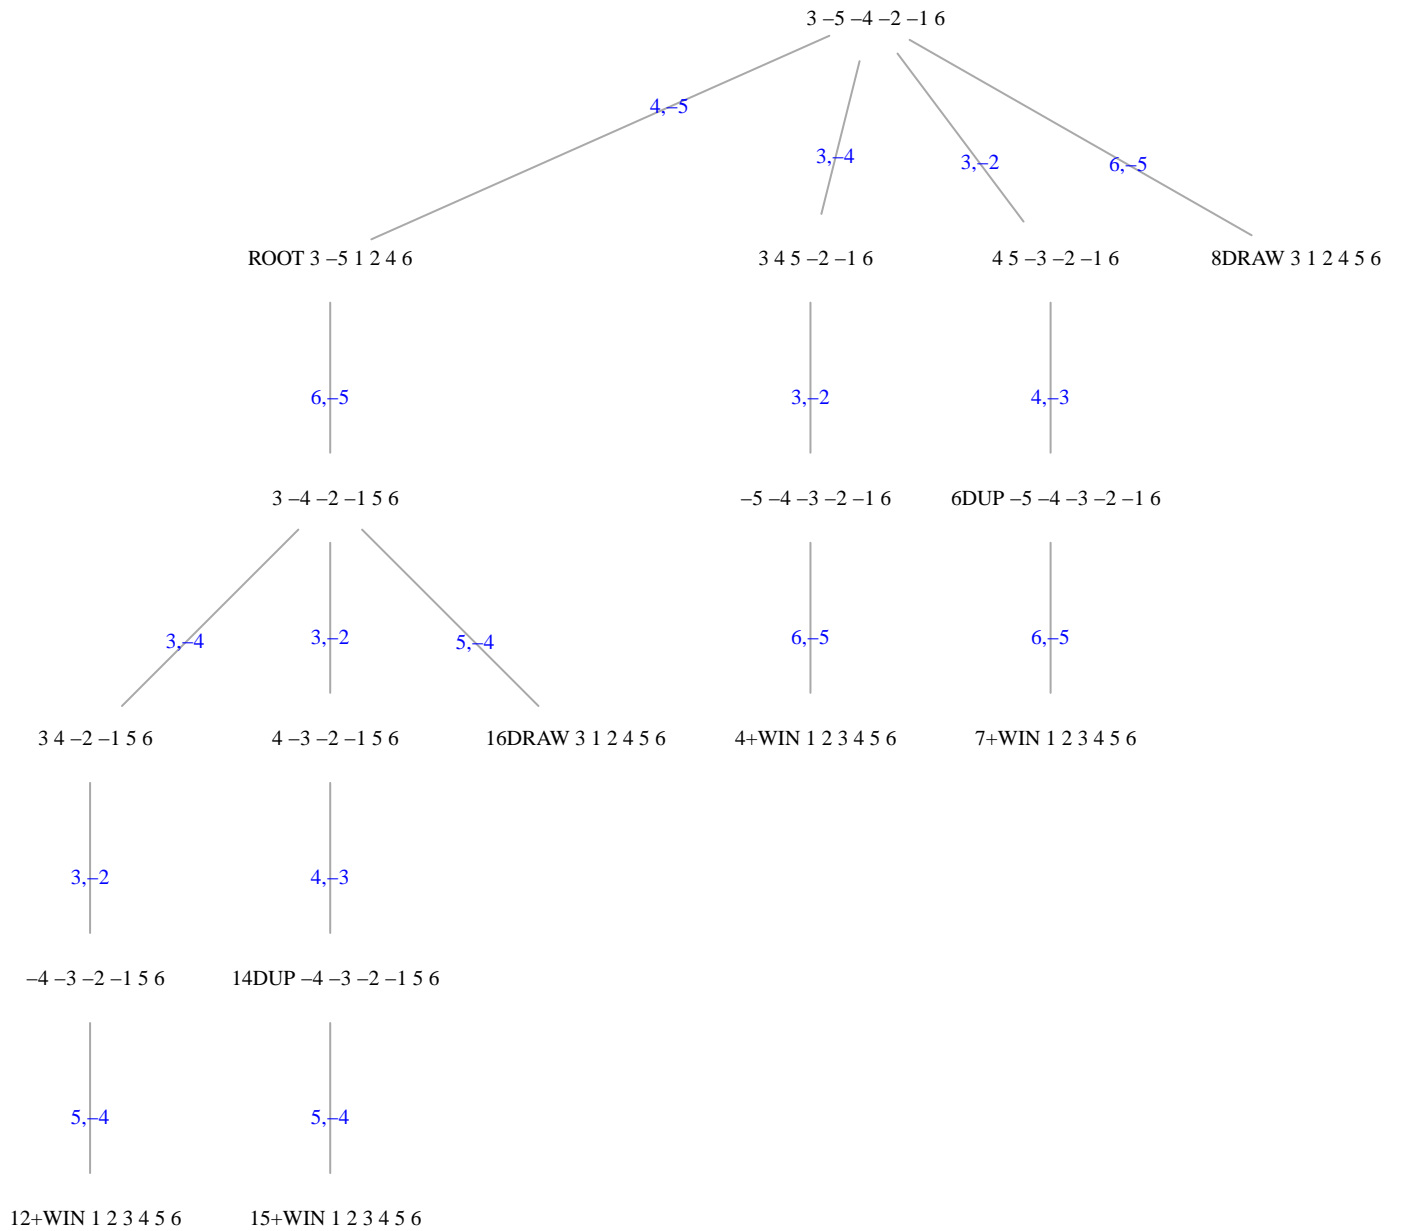 3 –5 –4 –2 –1 6
4,–5
3,–4
3,–2
6,–5
ROOT 3 –5 1 2 4 6
3 4 5 –2 –1 6
4 5 –3 –2 –1 6
8DRAW 3 1 2 4 5 6
6,–5
3,–2
4,–3
3 –4 –2 –1 5 6
–5 –4 –3 –2 –1 6
6DUP –5 –4 –3 –2 –1 6
3,–4
3,–2
5,–4
6,–5
6,–5
3 4 –2 –1 5 6
4 –3 –2 –1 5 6
16DRAW 3 1 2 4 5 6
4+WIN 1 2 3 4 5 6
7+WIN 1 2 3 4 5 6
3,–2
4,–3
–4 –3 –2 –1 5 6
14DUP –4 –3 –2 –1 5 6
5,–4
5,–4
12+WIN 1 2 3 4 5 6
15+WIN 1 2 3 4 5 6